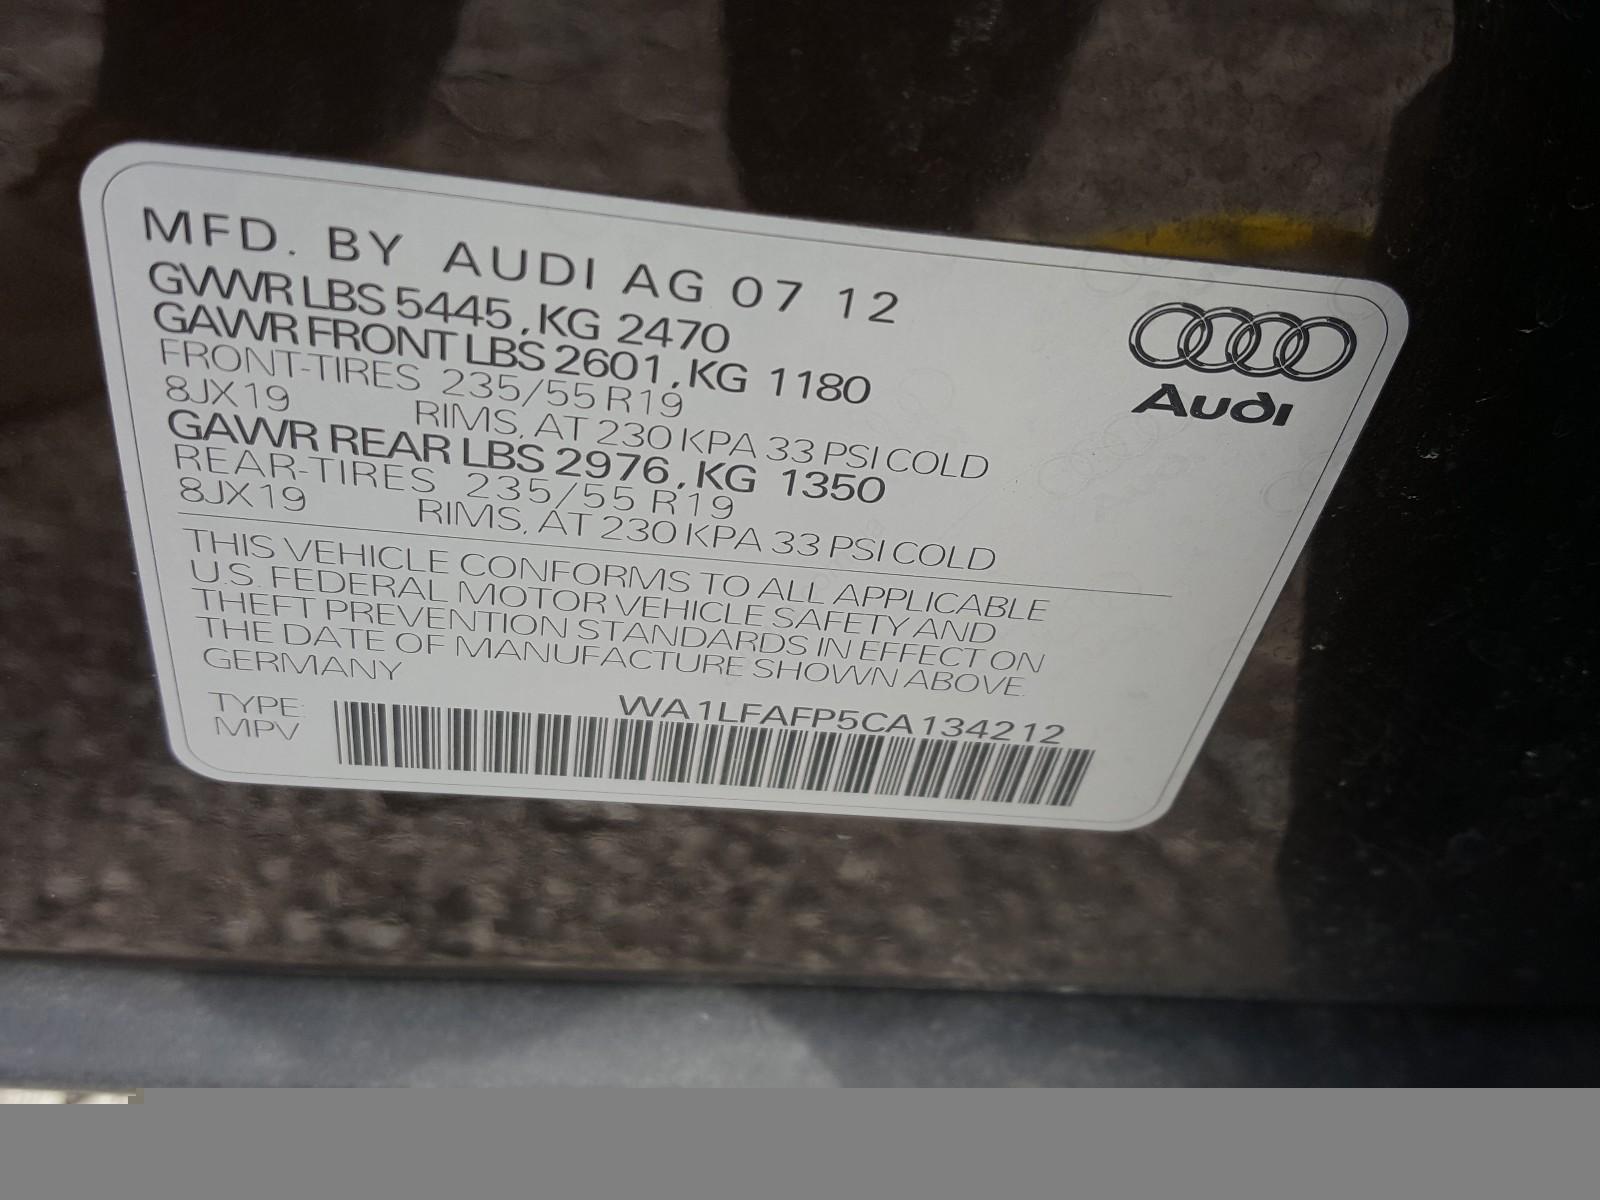 MFD. BY AUDI AG 07 12
GVWR LBS 5445, KG 2470
GAWR FRONT LBS 2601, KG 1180
FRONT-TIRES 235/55 R19
8JX19 RIMS, AT 230 KPA 33 PSI COLD
GAWR REAR LBS 2976, KG 1350
REAR-TIRES 235/55 R19
8JX19 RIMS, AT 230 KPA 33 PSI COLD
THIS VEHICLE CONFORMS TO ALL APPLICABLE
U.S. FEDERAL MOTOR VEHICLE SAFETY AND
THEFT PREVENTION STANDARDS IN EFFECT ON
THE DATE OF MANUFACTURE SHOWN ABOVE.
GERMANY
TYPE:
MPV
WA1LFAFP5CA134212
Audi